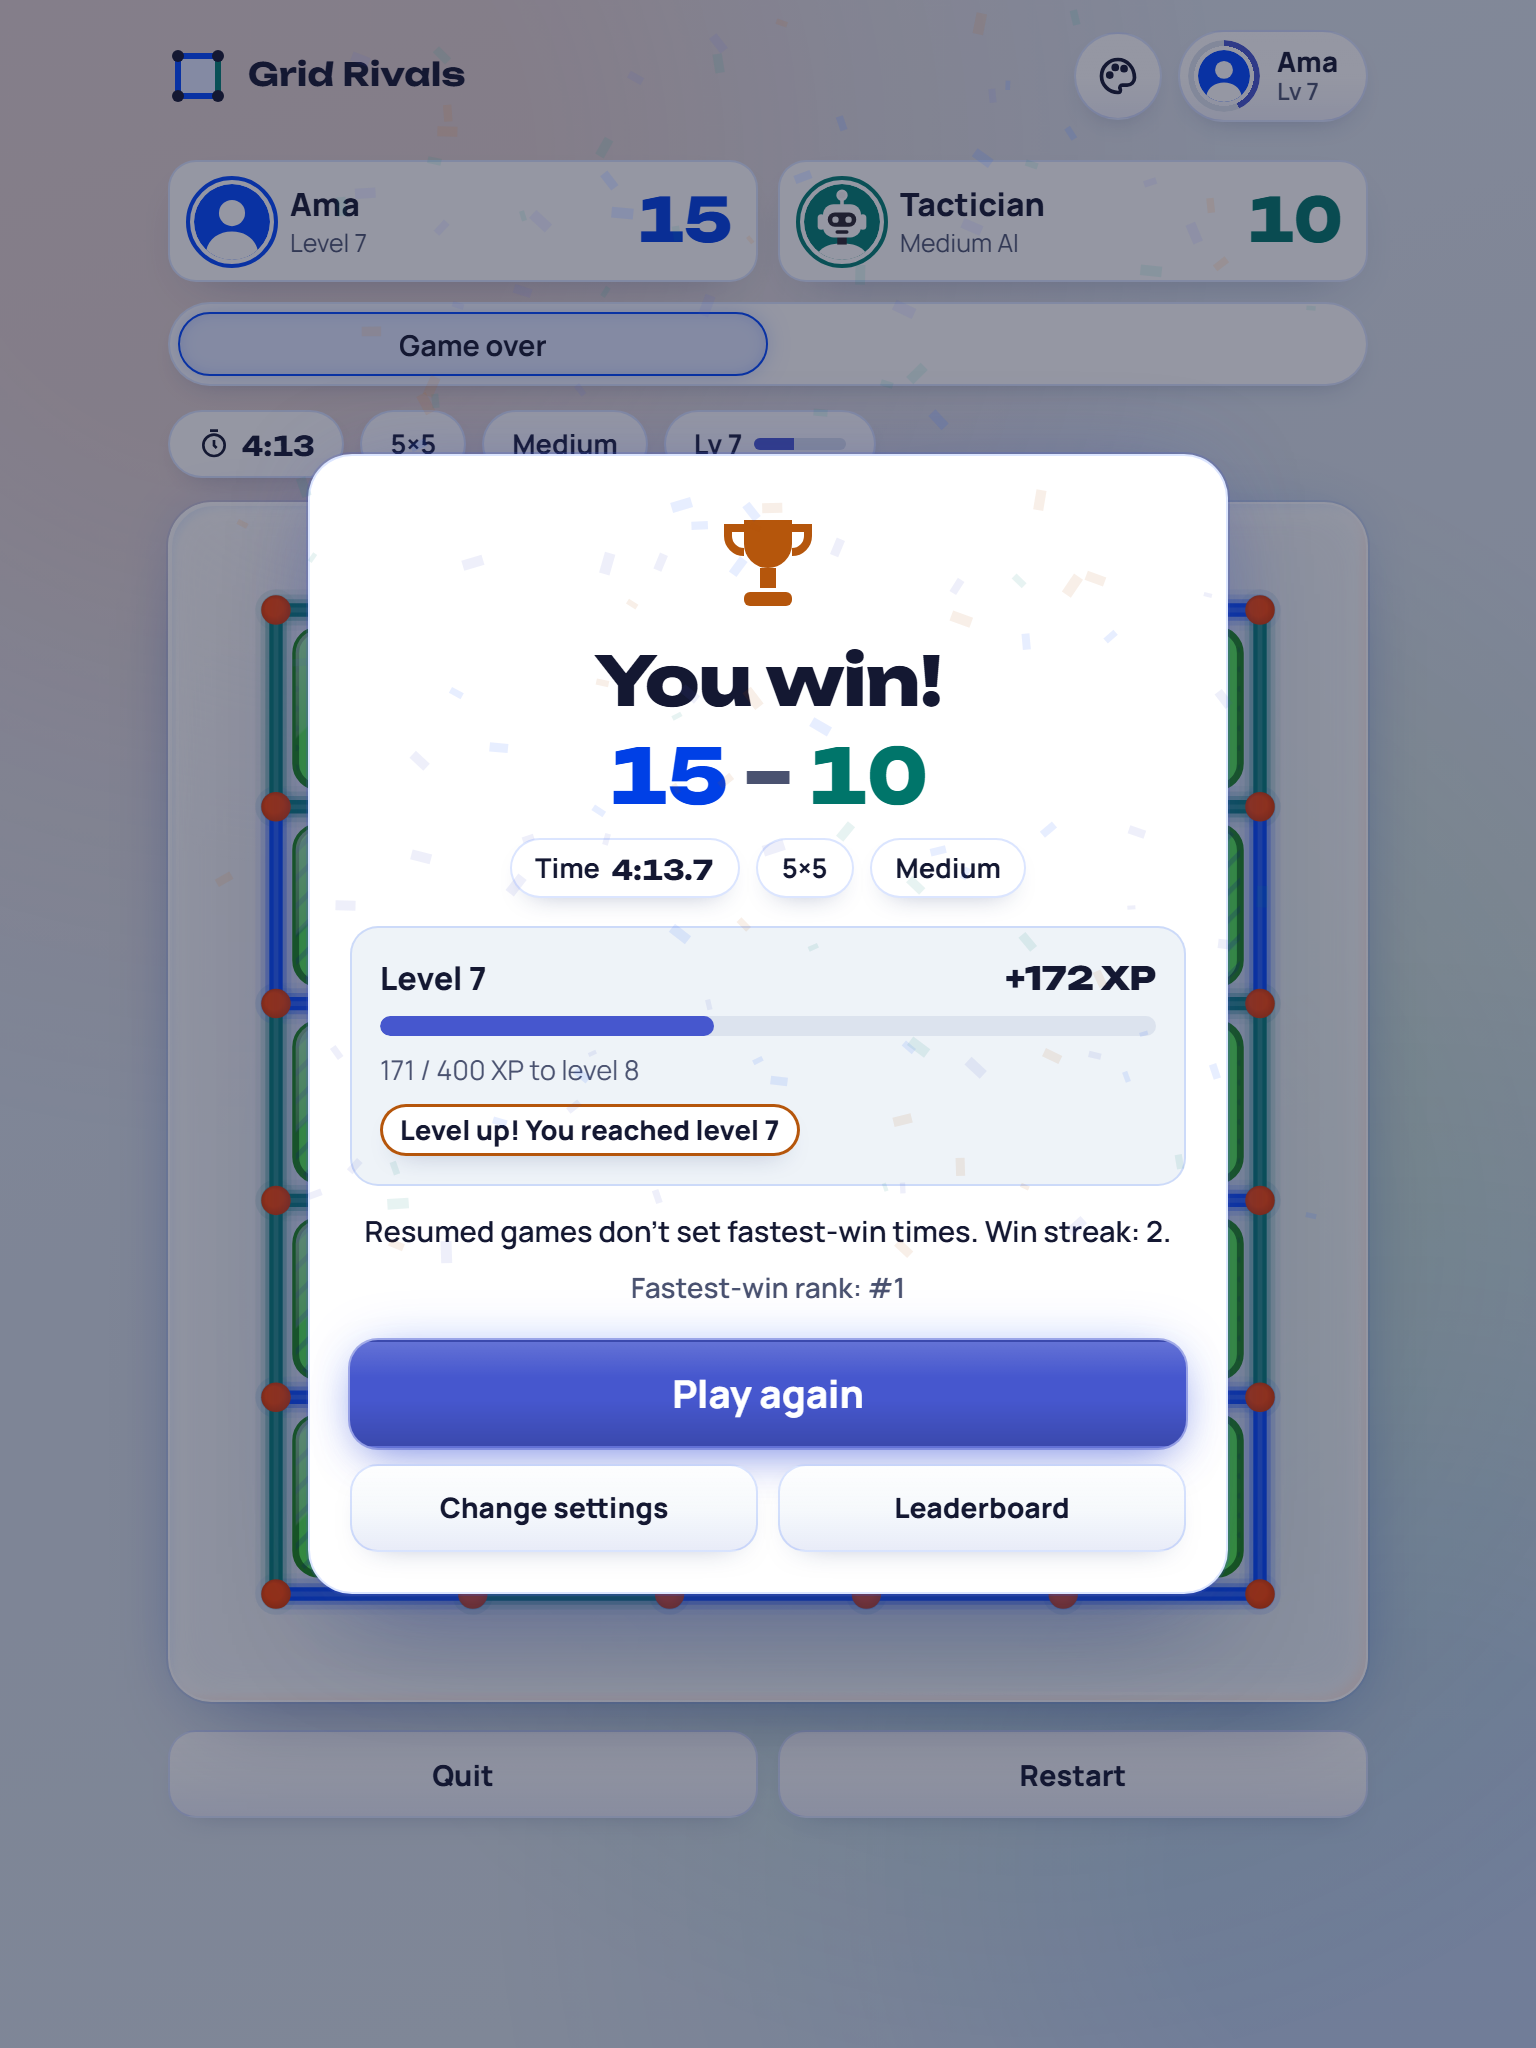 Grid Rivals
Ama
Lv 7
Ama
Level 7
15
Tactician
Medium AI
10
Game over
4:13
5×5
Medium
Lv 7
You win!
15 – 10
Time 4:13.7
5×5
Medium
Level 7
+172 XP
171 / 400 XP to level 8
Level up! You reached level 7
Resumed games don’t set fastest-win times. Win streak: 2.
Fastest-win rank: #1
Play again
Change settings
Leaderboard
Quit
Restart